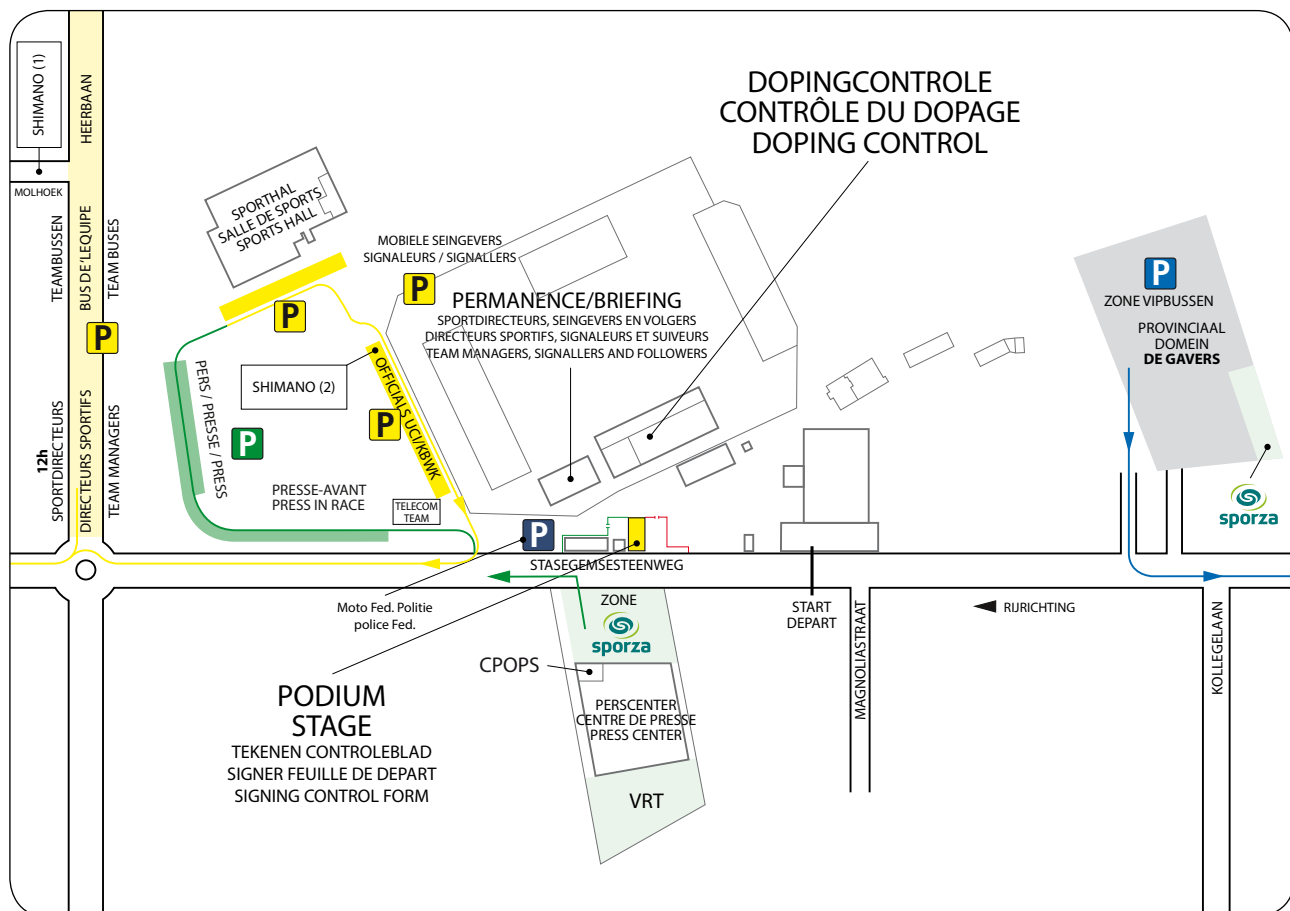 SHIMANO (1)
HEERBAAN
MOLHOEK
TEAMBUSSEN
BUS DE L'EQUIPE
TEAM BUSES
P
12h
SPORTDIRECTEURS
DIRECTEURS SPORTIFS
TEAM MANAGERS
SPORTHAL
SALLE DE SPORTS
SPORTS HALL
MOBIELE SEINGEVERS
SIGNALEURS / SIGNALLERS
P
P
SHIMANO (2)
OFFICIALS UCI/KBWK
P
PERS / PRESSE / PRESS
P
PRESSE-AVANT
PRESS IN RACE
TELECOM
TEAM
DOPINGCONTROLE
CONTRÔLE DU DOPAGE
DOPING CONTROL
PERMANENCE/BRIEFING
SPORTDIRECTEURS, SEINGEVERS EN VOLGERS
DIRECTEURS SPORTIFS, SIGNALEURS ET SUIVEURS
TEAM MANAGERS, SIGNALLERS AND FOLLOWERS
P
ZONE VIPBUSSEN
PROVINCIAAL
DOMEIN
DE GAVERS
sporza
P
STASEGEMSESTEENWEG
Moto Fed. Politie
police Fed.
ZONE
sporza
START
DEPART
RIJRICHTING
MAGNOLIASTRAAT
KOLLEGELAAN
CPOPS
PERSCENTER
CENTRE DE PRESSE
PRESS CENTER
VRT
PODIUM
STAGE
TEKENEN CONTROLEBLAD
SIGNER FEUILLE DE DEPART
SIGNING CONTROL FORM